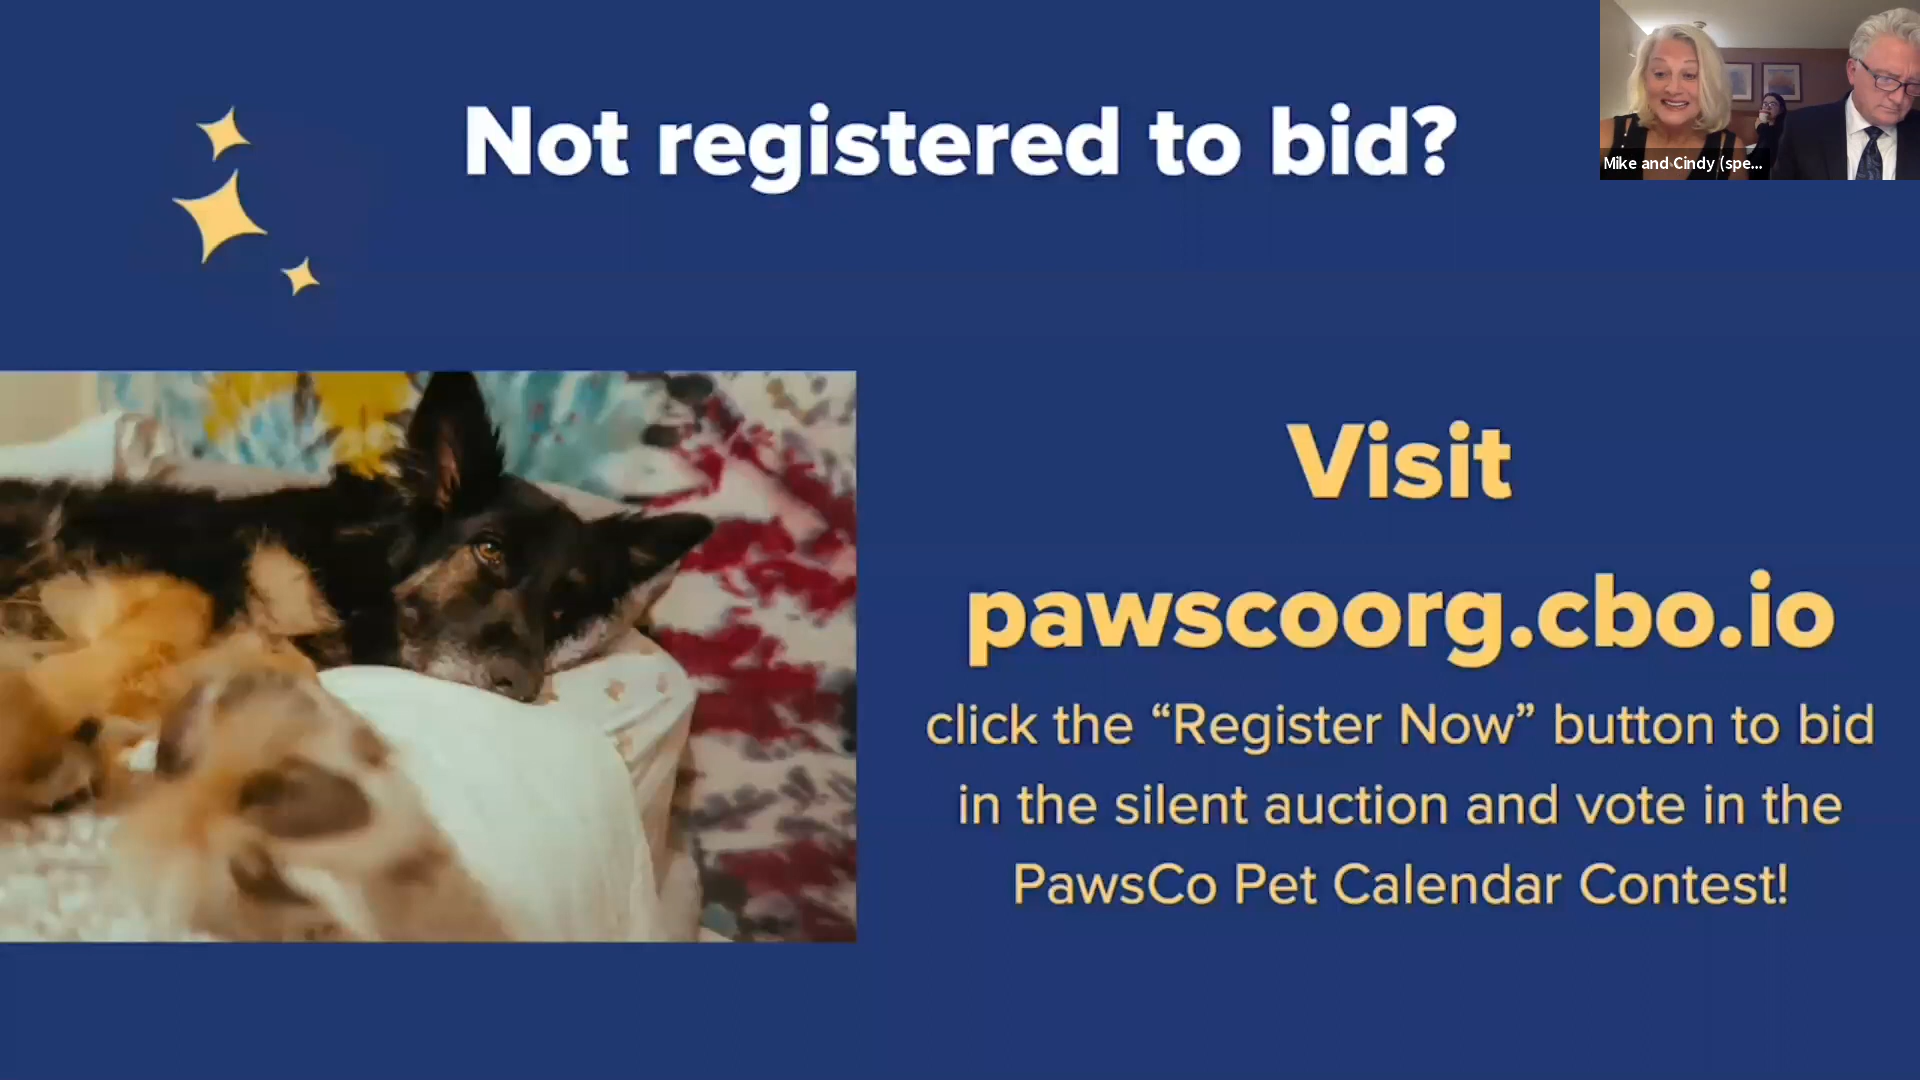 Not registered to bid?
Mike and Cindy (spe...
Visit
pawscoorg.cbo.io
click the “Register Now” button to bid
in the silent auction and vote in the
PawsCo Pet Calendar Contest!